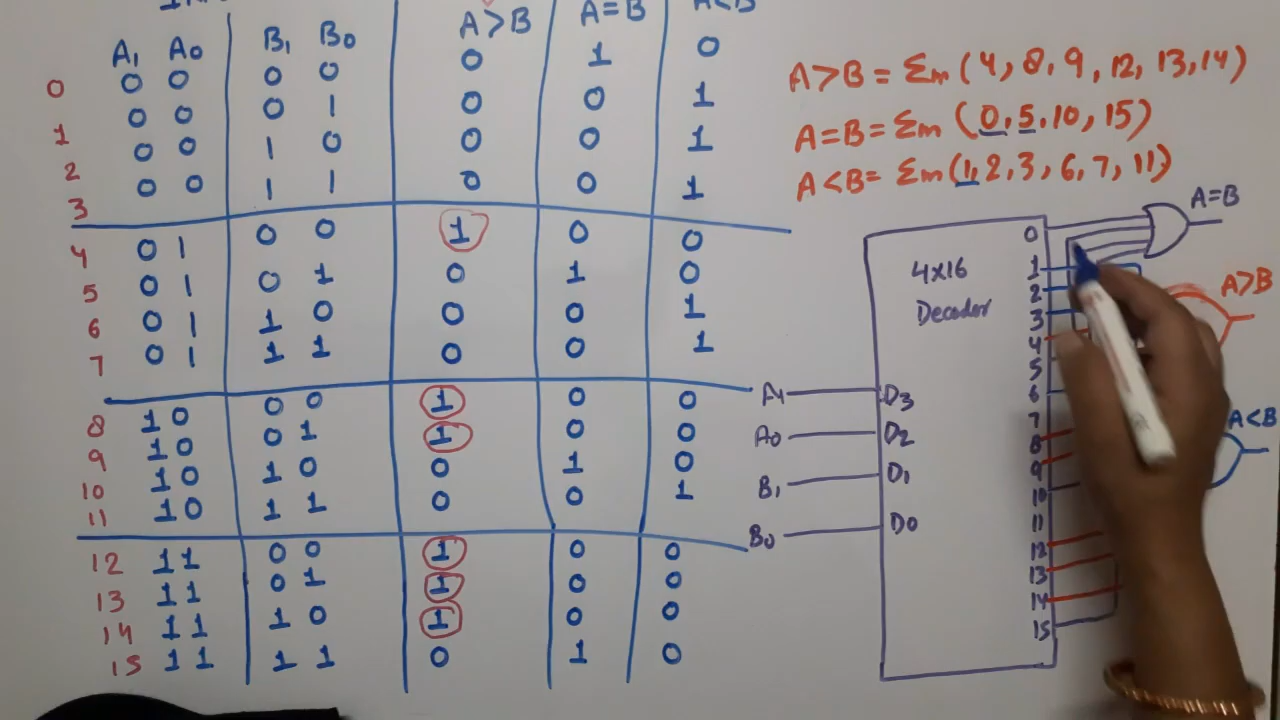 A>B A=B A<B
A₁ A₀ B₁ B₀
0 0 0 0 0 0 1 0
1 0 0 0 1 0 0 1
2 0 0 1 0 0 0 1
3 0 0 1 1 0 0 1
4 0 1 0 0 1 0 0
5 0 1 0 1 0 1 0
6 0 1 1 0 0 0 1
7 0 1 1 1 0 0 1
8 1 0 0 0 1 0 0
9 1 0 0 1 1 0 0
10 1 0 1 0 0 1 0
11 1 0 1 1 0 0 1
12 1 1 0 0 1 0 0
13 1 1 0 1 1 0 0
14 1 1 1 0 1 0 0
15 1 1 1 1 0 1 0
A>B = Σm (4, 8, 9, 12, 13, 14)
A=B = Σm (0, 5, 10, 15)
A<B = Σm (1, 2, 3, 6, 7, 11)
4x16
Decoder
A₁ D3
A₀ D2
B₁ D1
B₀ D0
0
1
2
3
4
5
6
7
8
9
10
11
12
13
14
15
A=B
A>B
A<B